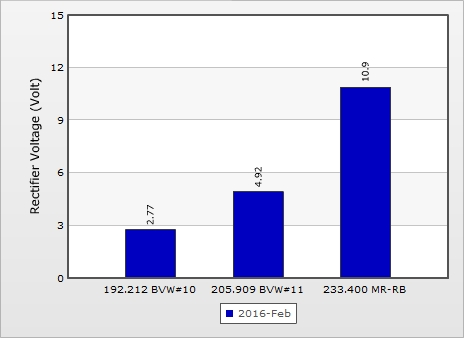 15
12
9
6
3
0
Rectifier Voltage (Volt)
2.77
4.92
10.9
192.212 BVW#10
205.909 BVW#11
233.400 MR-RB
2016-Feb